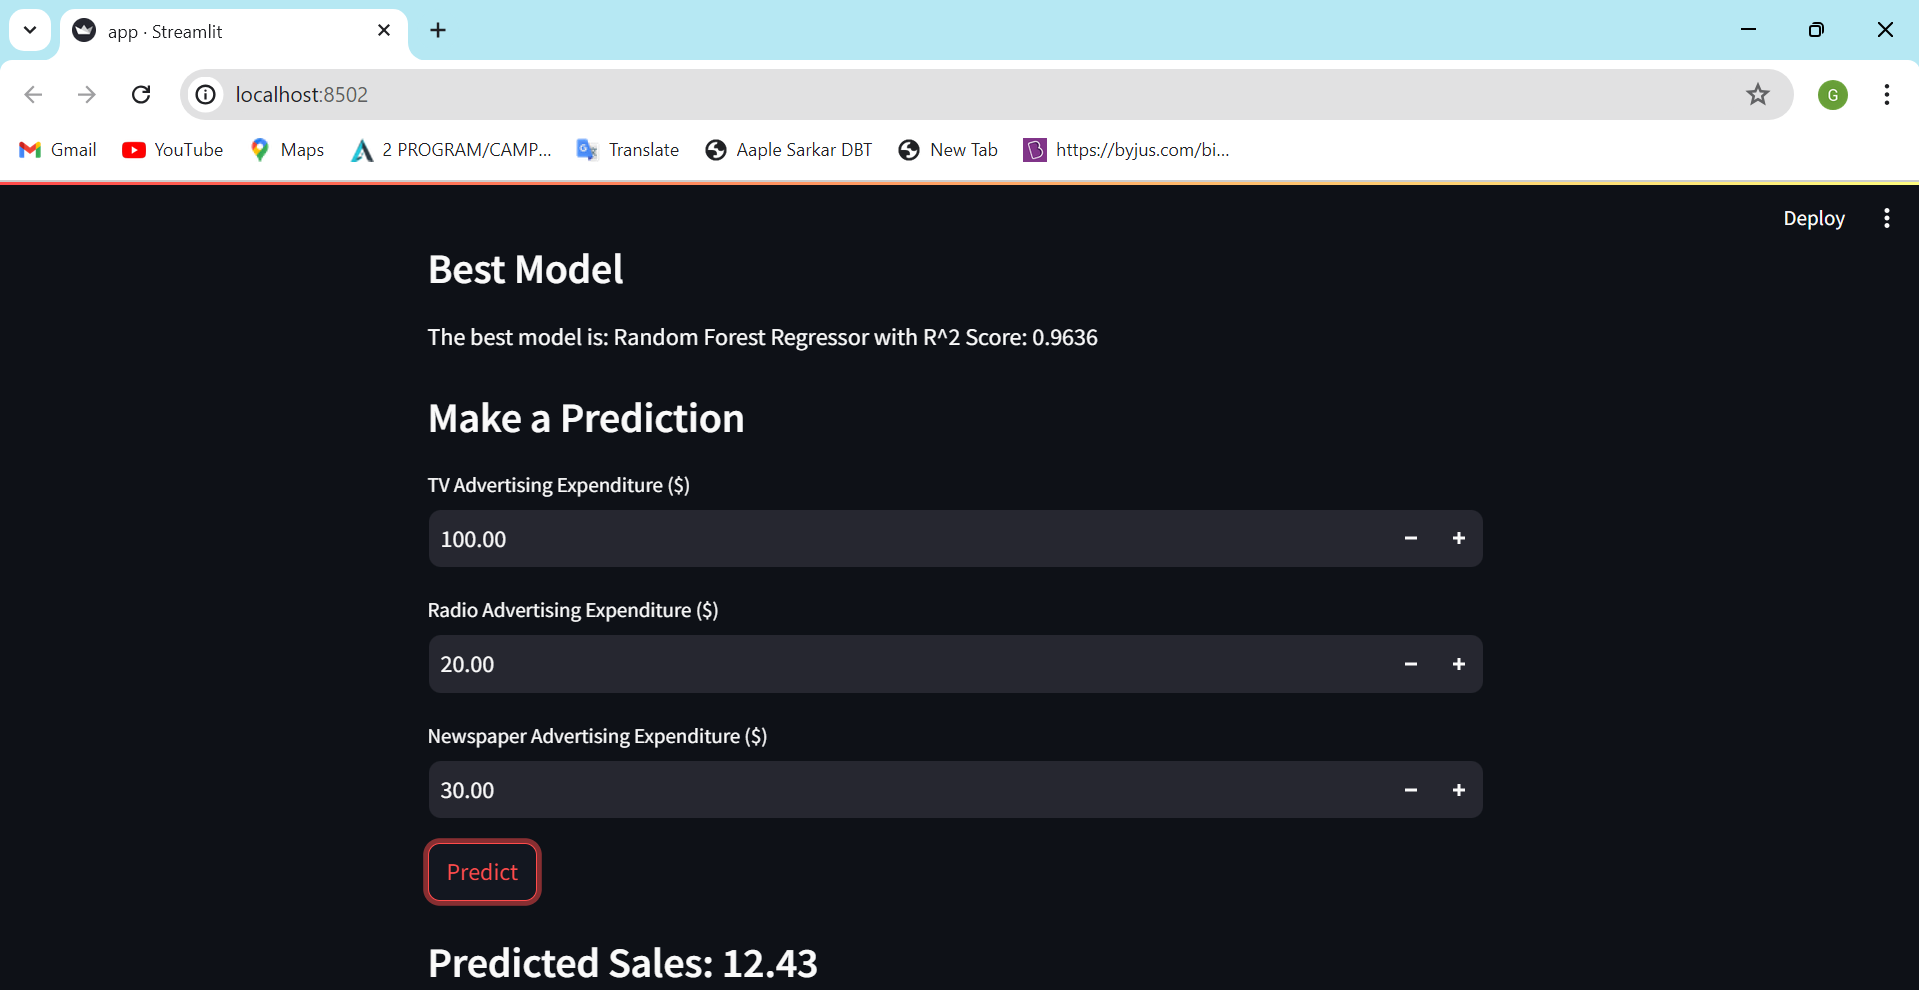 app · Streamlit
localhost:8502
G
Gmail
YouTube
Maps
2 PROGRAM/CAMP...
Translate
Aaple Sarkar DBT
New Tab
https://byjus.com/bi...
Deploy
Best Model
The best model is: Random Forest Regressor with R^2 Score: 0.9636
Make a Prediction
TV Advertising Expenditure ($)
100.00
Radio Advertising Expenditure ($)
20.00
Newspaper Advertising Expenditure ($)
30.00
Predict
Predicted Sales: 12.43